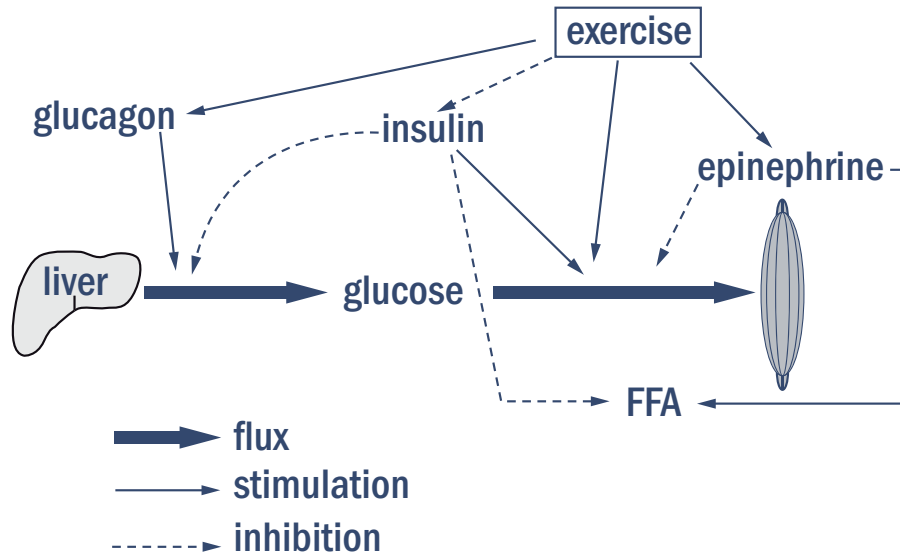 exercise
glucagon
insulin
epinephrine
liver
glucose
FFA
flux
stimulation
inhibition